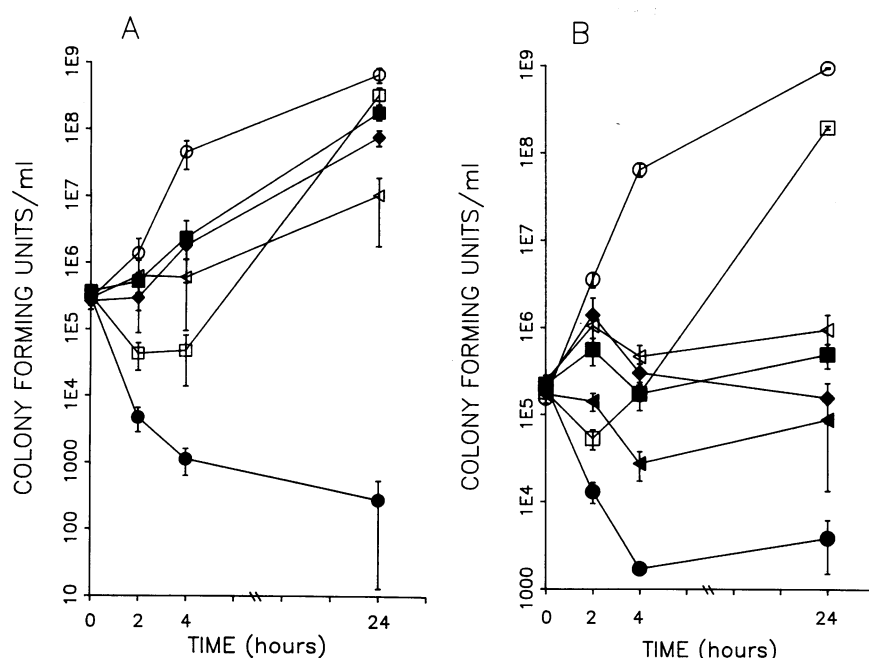 A
B
COLONY FORMING UNITS/ml
1E9
1E8
1E7
1E6
1E5
1E4
1000
100
10
0
2
4
24
TIME (hours)
COLONY FORMING UNITS/ml
1E9
1E8
1E7
1E6
1E5
1E4
1000
0
2
4
24
TIME (hours)